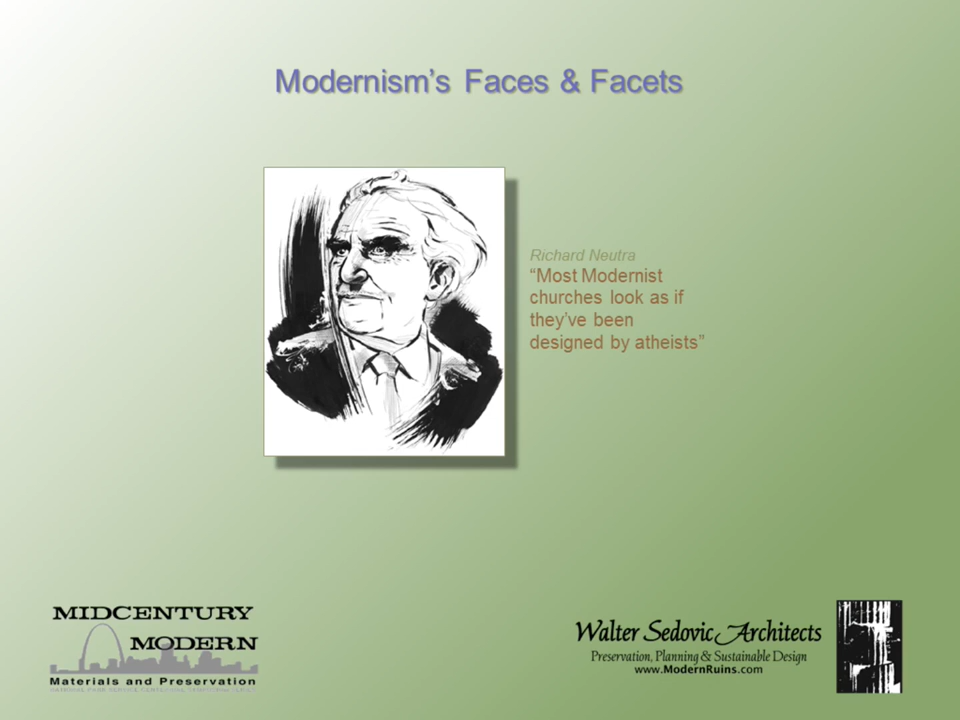 Modernism's Faces & Facets
Richard Neutra
“Most Modernist
churches look as if
they've been
designed by atheists”
MIDCENTURY
MODERN
Materials and Preservation
Walter Sedovic Architects
Preservation, Planning & Sustainable Design
www.ModernRuins.com